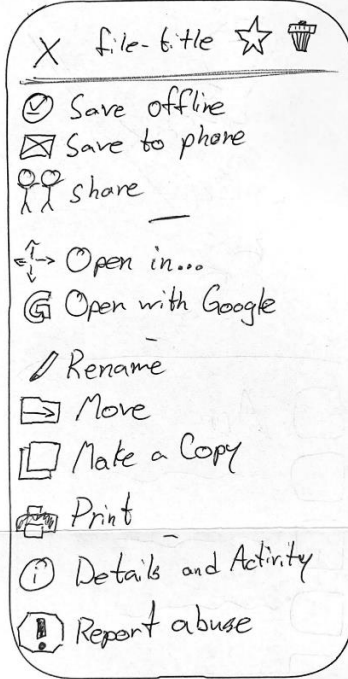 X file-title
Save offline
Save to phone
share
Open in...
G Open with Google
Rename
Move
Make a Copy
Print
i Details and Activity
! Report abuse